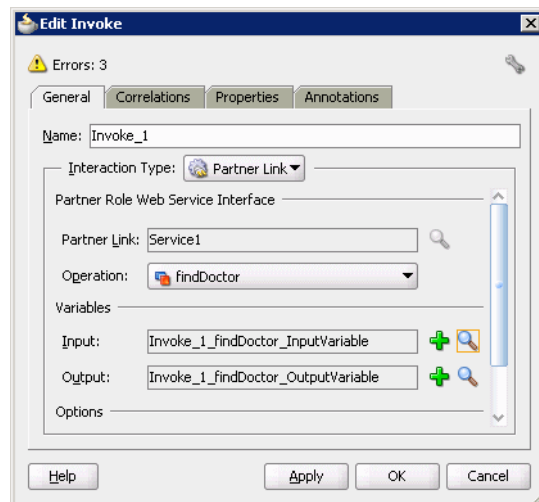 Edit Invoke
Errors: 3
General Correlations Properties Annotations
Name: Invoke_1
Interaction Type: Partner Link
Partner Role Web Service Interface
Partner Link: Service1
Operation: findDoctor
Variables
Input: Invoke_1_findDoctor_InputVariable
Output: Invoke_1_findDoctor_OutputVariable
Options
Help Apply OK Cancel